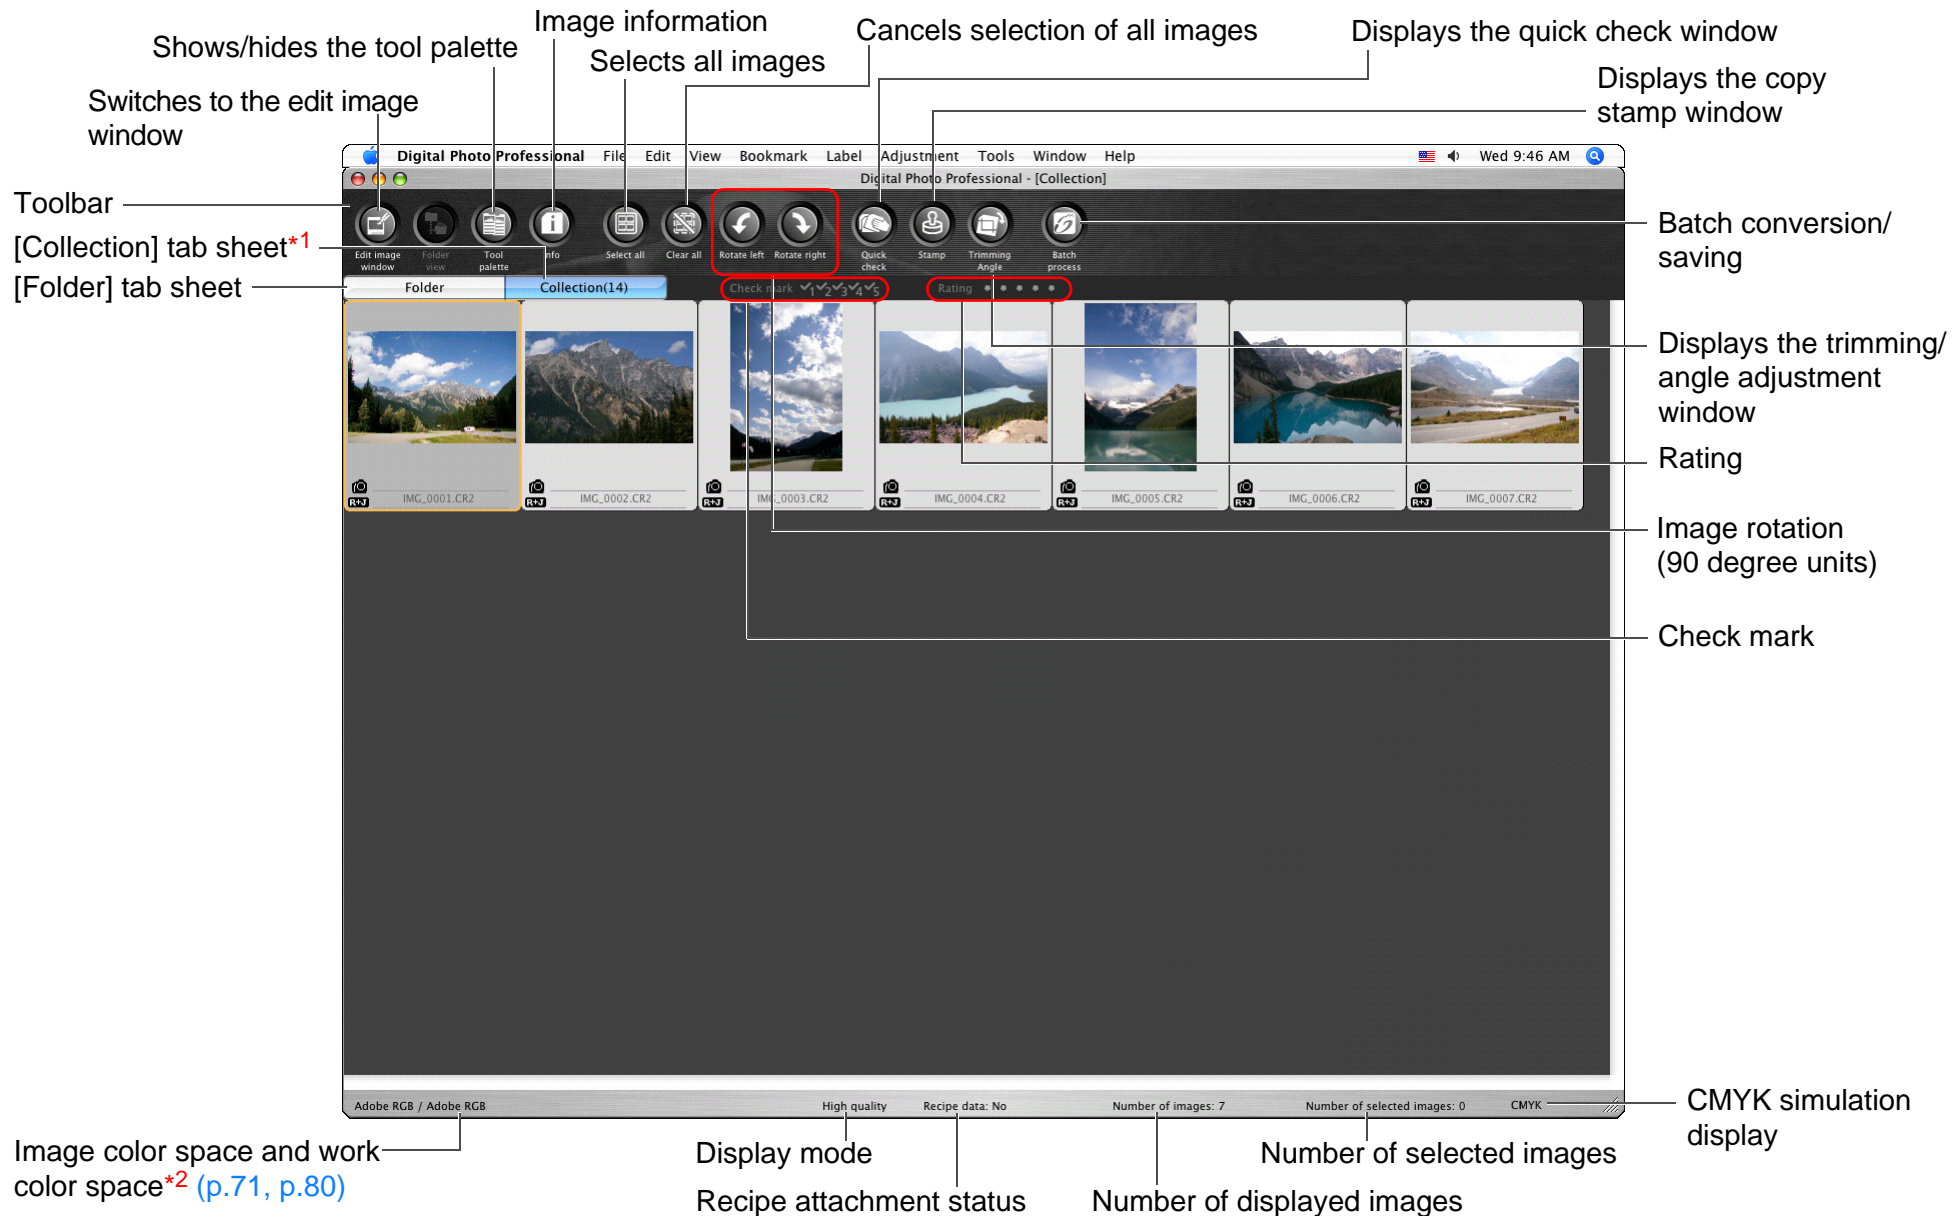 Image information
Cancels selection of all images
Displays the quick check window
Shows/hides the tool palette
Selects all images
Displays the copy
stamp window
Switches to the edit image
window
Digital Photo Professional File Edit View Bookmark Label Adjustment Tools Window Help
Wed 9:46 AM
Digital Photo Professional - [Collection]
Toolbar
[Collection] tab sheet*1
[Folder] tab sheet
Edit image
window
Folder
view
Tool
palette
Info
Select all
Clear all
Rotate left
Rotate right
Quick
check
Stamp
Trimming
Angle
Batch
process
Batch conversion/
saving
Folder
Collection(14)
Check mark 1 2 3 4 5
Rating
Displays the trimming/
angle adjustment
window
Rating
R+J IMG_0001.CR2
R+J IMG_0002.CR2
R+J IMG_0003.CR2
R+J IMG_0004.CR2
R+J IMG_0005.CR2
R+J IMG_0006.CR2
R+J IMG_0007.CR2
Image rotation
(90 degree units)
Check mark
Adobe RGB / Adobe RGB
High quality
Recipe data: No
Number of images: 7
Number of selected images: 0
CMYK
CMYK simulation
display
Image color space and work
color space*2 (p.71, p.80)
Display mode
Number of selected images
Recipe attachment status
Number of displayed images